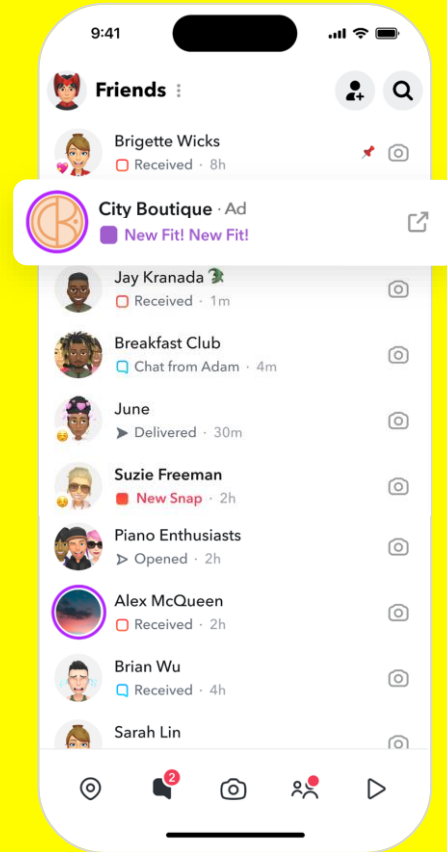 9:41
Friends
Brigette Wicks
Received · 8h
City Boutique · Ad
New Fit! New Fit!
Jay Kranada
Received · 1m
Breakfast Club
Chat from Adam · 4m
June
Delivered · 30m
Suzie Freeman
New Snap · 2h
Piano Enthusiasts
Opened · 2h
Alex McQueen
Received · 2h
Brian Wu
Received · 4h
Sarah Lin
2